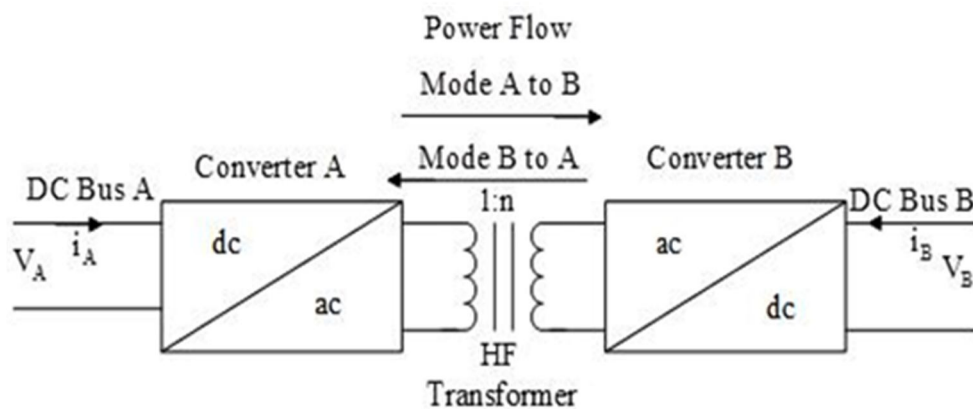 Power Flow
Mode A to B
Mode B to A
Converter A
Converter B
DC Bus A
1:n
DC Bus B
i_A
V_A
dc
ac
ac
dc
i_B
V_B
HF
Transformer